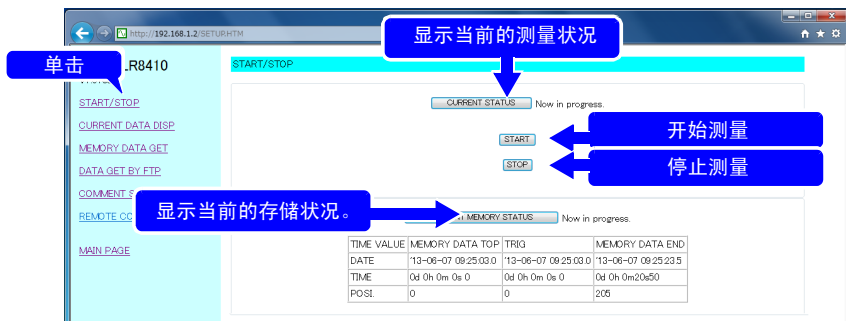 http://192.168.1.2/SETUP.HTM
显示当前的测量状况
单击
LR8410
START/STOP
START/STOP
CURRENT STATUS Now in progress.
CURRENT DATA DISP
START
开始测量
MEMORY DATA GET
STOP
停止测量
DATA GET BY FTP
COMMENT S
REMOTE CO
显示当前的存储状况。
MEMORY STATUS Now in progress.
MAIN PAGE
TIME VALUE MEMORY DATA TOP TRIG MEMORY DATA END
DATE '13-06-07 09:25:03.0 '13-06-07 09:25:03.0 '13-06-07 09:25:23.5
TIME 0d 0h 0m 0s 0 0d 0h 0m 0s 0 0d 0h 0m20s50
POSI. 0 0 205